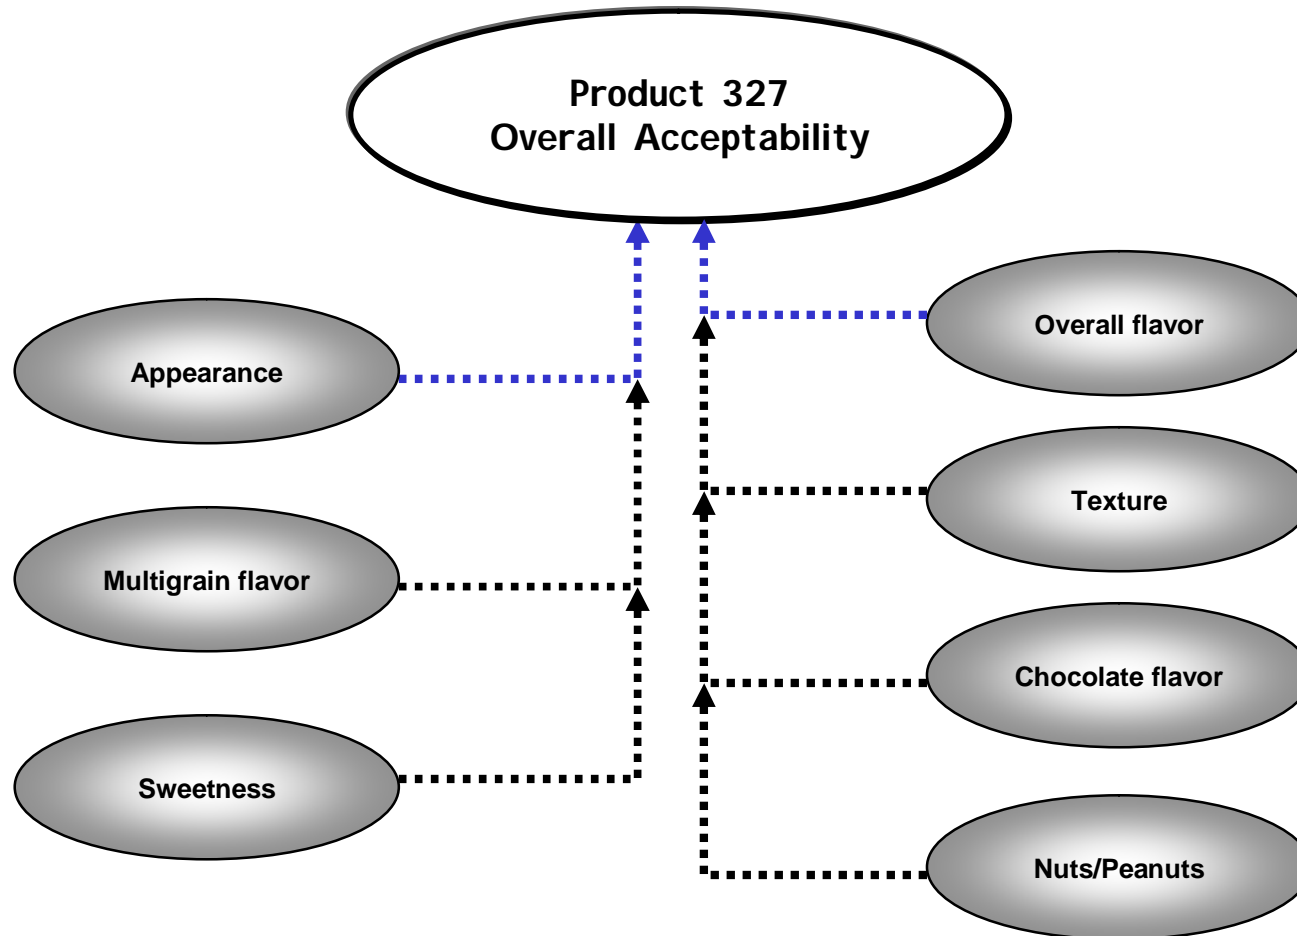 Product 327
Overall Acceptability
Appearance
Multigrain flavor
Sweetness
Overall flavor
Texture
Chocolate flavor
Nuts/Peanuts